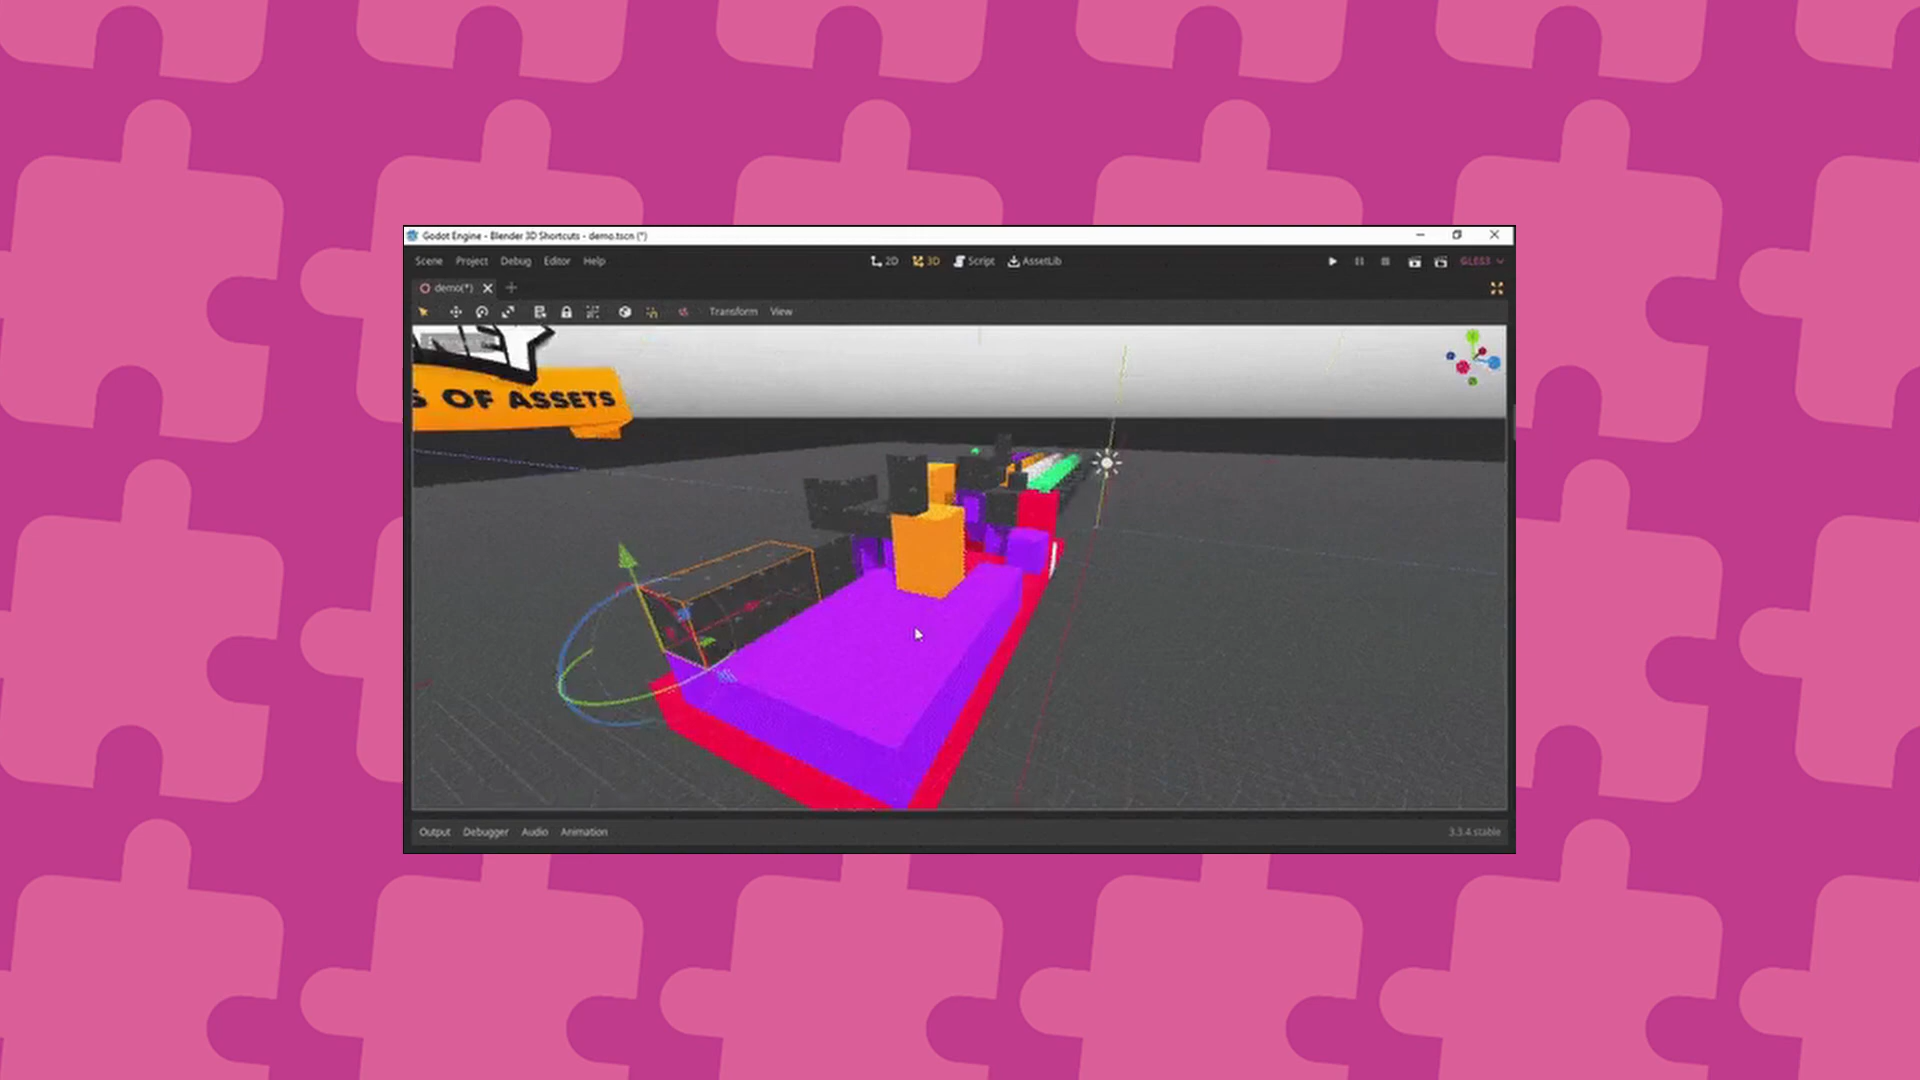 Godot Engine - Blender 3D Shortcuts - demo.tscn (*)
Scene Project Debug Editor Help 2D 3D Script AssetLib GLES3
demo(*)
Transform View
S OF ASSETS
Output Debugger Audio Animation 3.3.4.stable